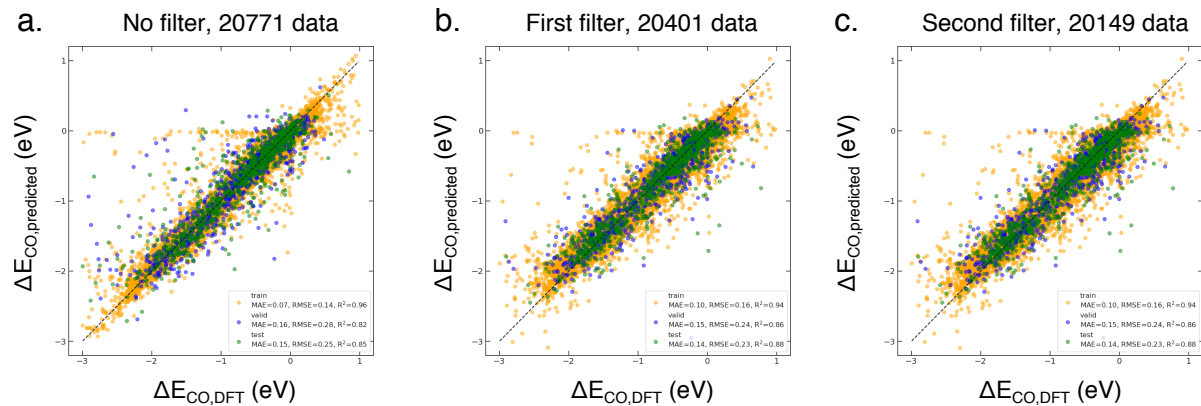 a.
No filter, 20771 data
ΔE_CO,predicted (eV)
1
0
−1
−2
−3
train
MAE=0.07, RMSE=0.14, R²=0.96
valid
MAE=0.16, RMSE=0.28, R²=0.82
test
MAE=0.15, RMSE=0.25, R²=0.85
−3
−2
−1
0
1
ΔE_CO,DFT (eV)
b.
First filter, 20401 data
ΔE_CO,predicted (eV)
1
0
−1
−2
−3
train
MAE=0.10, RMSE=0.16, R²=0.94
valid
MAE=0.15, RMSE=0.24, R²=0.86
test
MAE=0.14, RMSE=0.23, R²=0.88
−3
−2
−1
0
1
ΔE_CO,DFT (eV)
c.
Second filter, 20149 data
ΔE_CO,predicted (eV)
1
0
−1
−2
−3
train
MAE=0.10, RMSE=0.16, R²=0.94
valid
MAE=0.15, RMSE=0.24, R²=0.86
test
MAE=0.14, RMSE=0.23, R²=0.88
−3
−2
−1
0
1
ΔE_CO,DFT (eV)